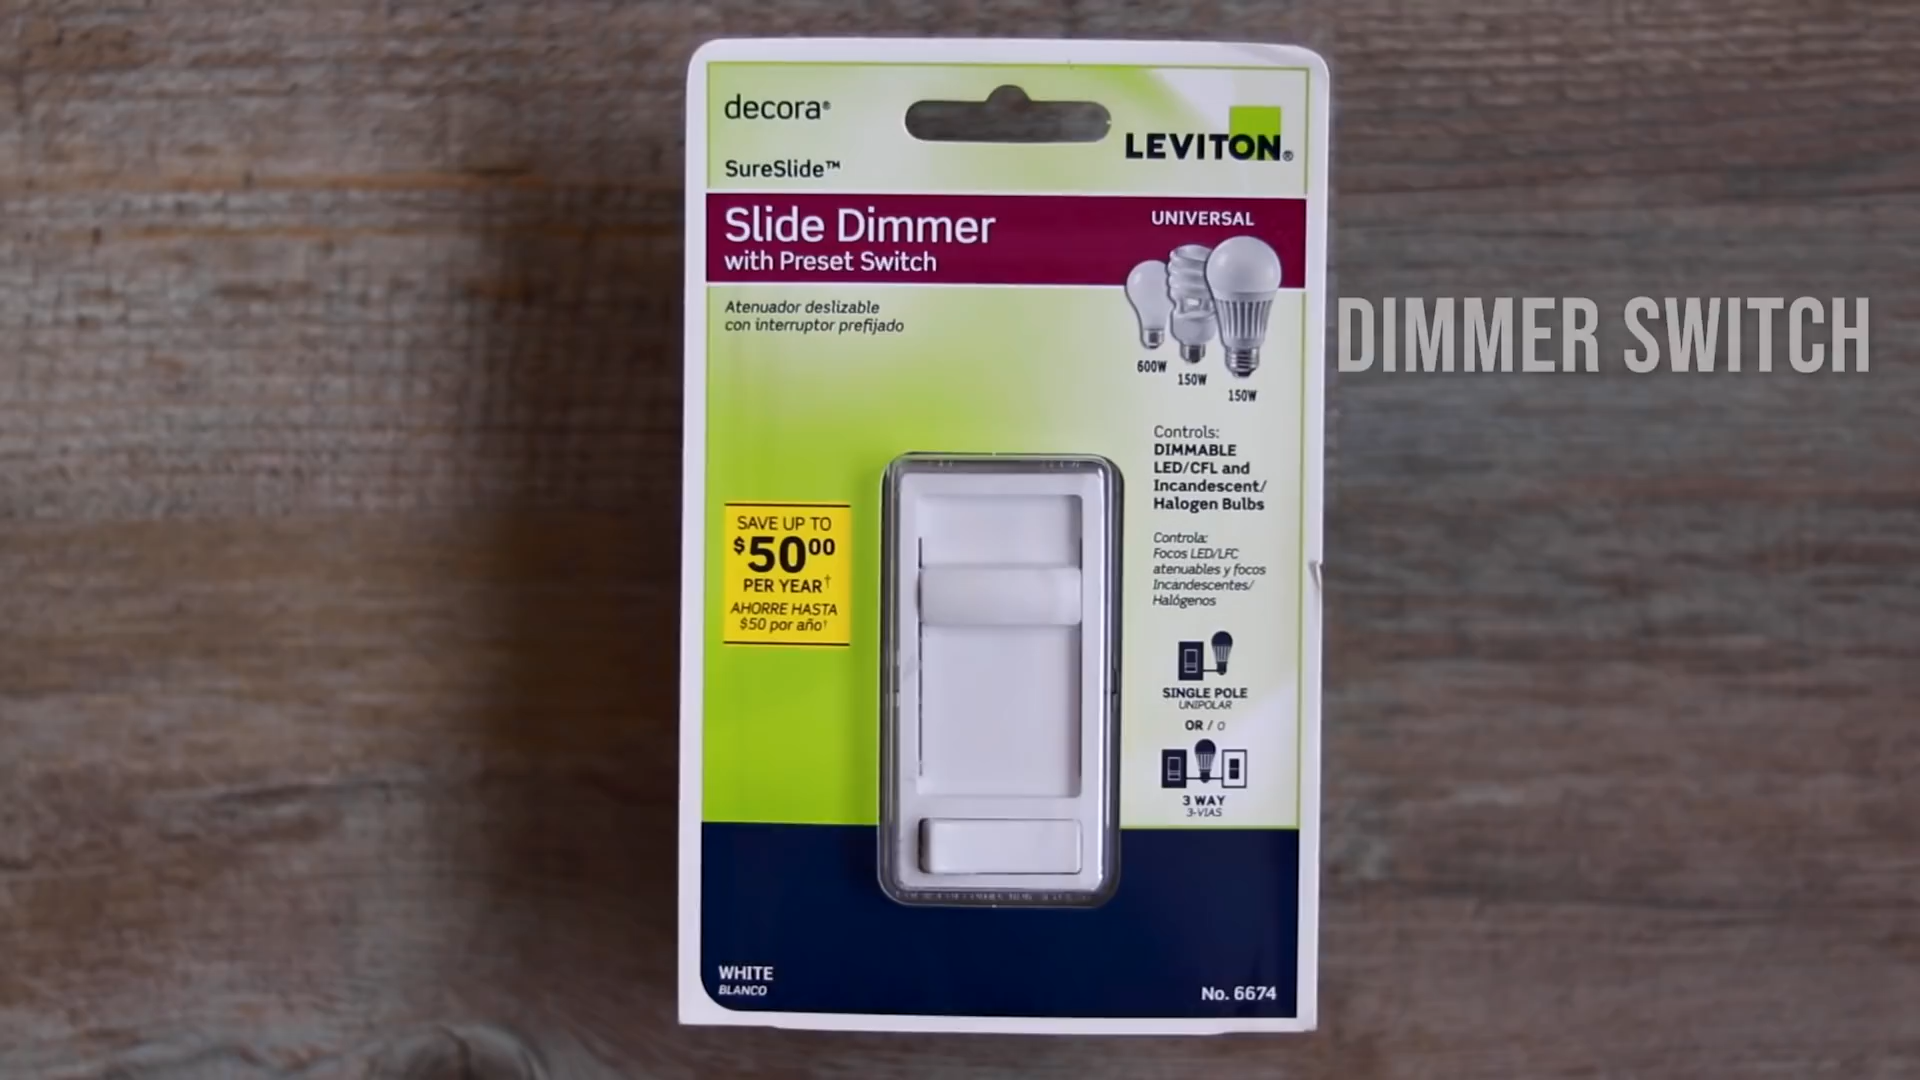 decora®
LEVITON®
SureSlide™
Slide Dimmer
with Preset Switch
UNIVERSAL
Atenuador deslizable
con interruptor prefijado
600W
150W
150W
DIMMER SWITCH
Controls:
DIMMABLE
LED/CFL and
Incandescent/
Halogen Bulbs
SAVE UP TO
$50⁰⁰
PER YEAR†
AHORRE HASTA
$50 por año†
Controla:
Focos LED/LFC
atenuables y focos
Incandescentes/
Halógenos
SINGLE POLE
UNIPOLAR
OR / O
3 WAY
3-VIAS
WHITE
BLANCO
No. 6674